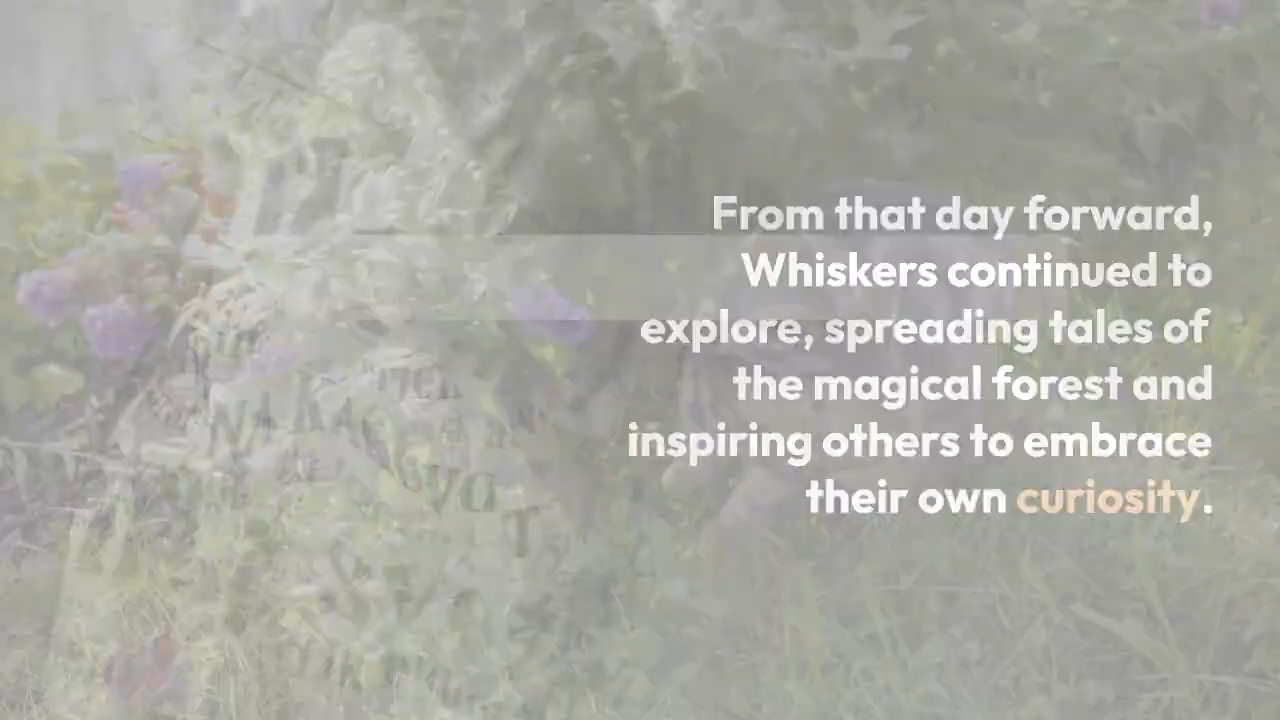 From that day forward,
Whiskers continued to
explore, spreading tales of
the magical forest and
inspiring others to embrace
their own curiosity.